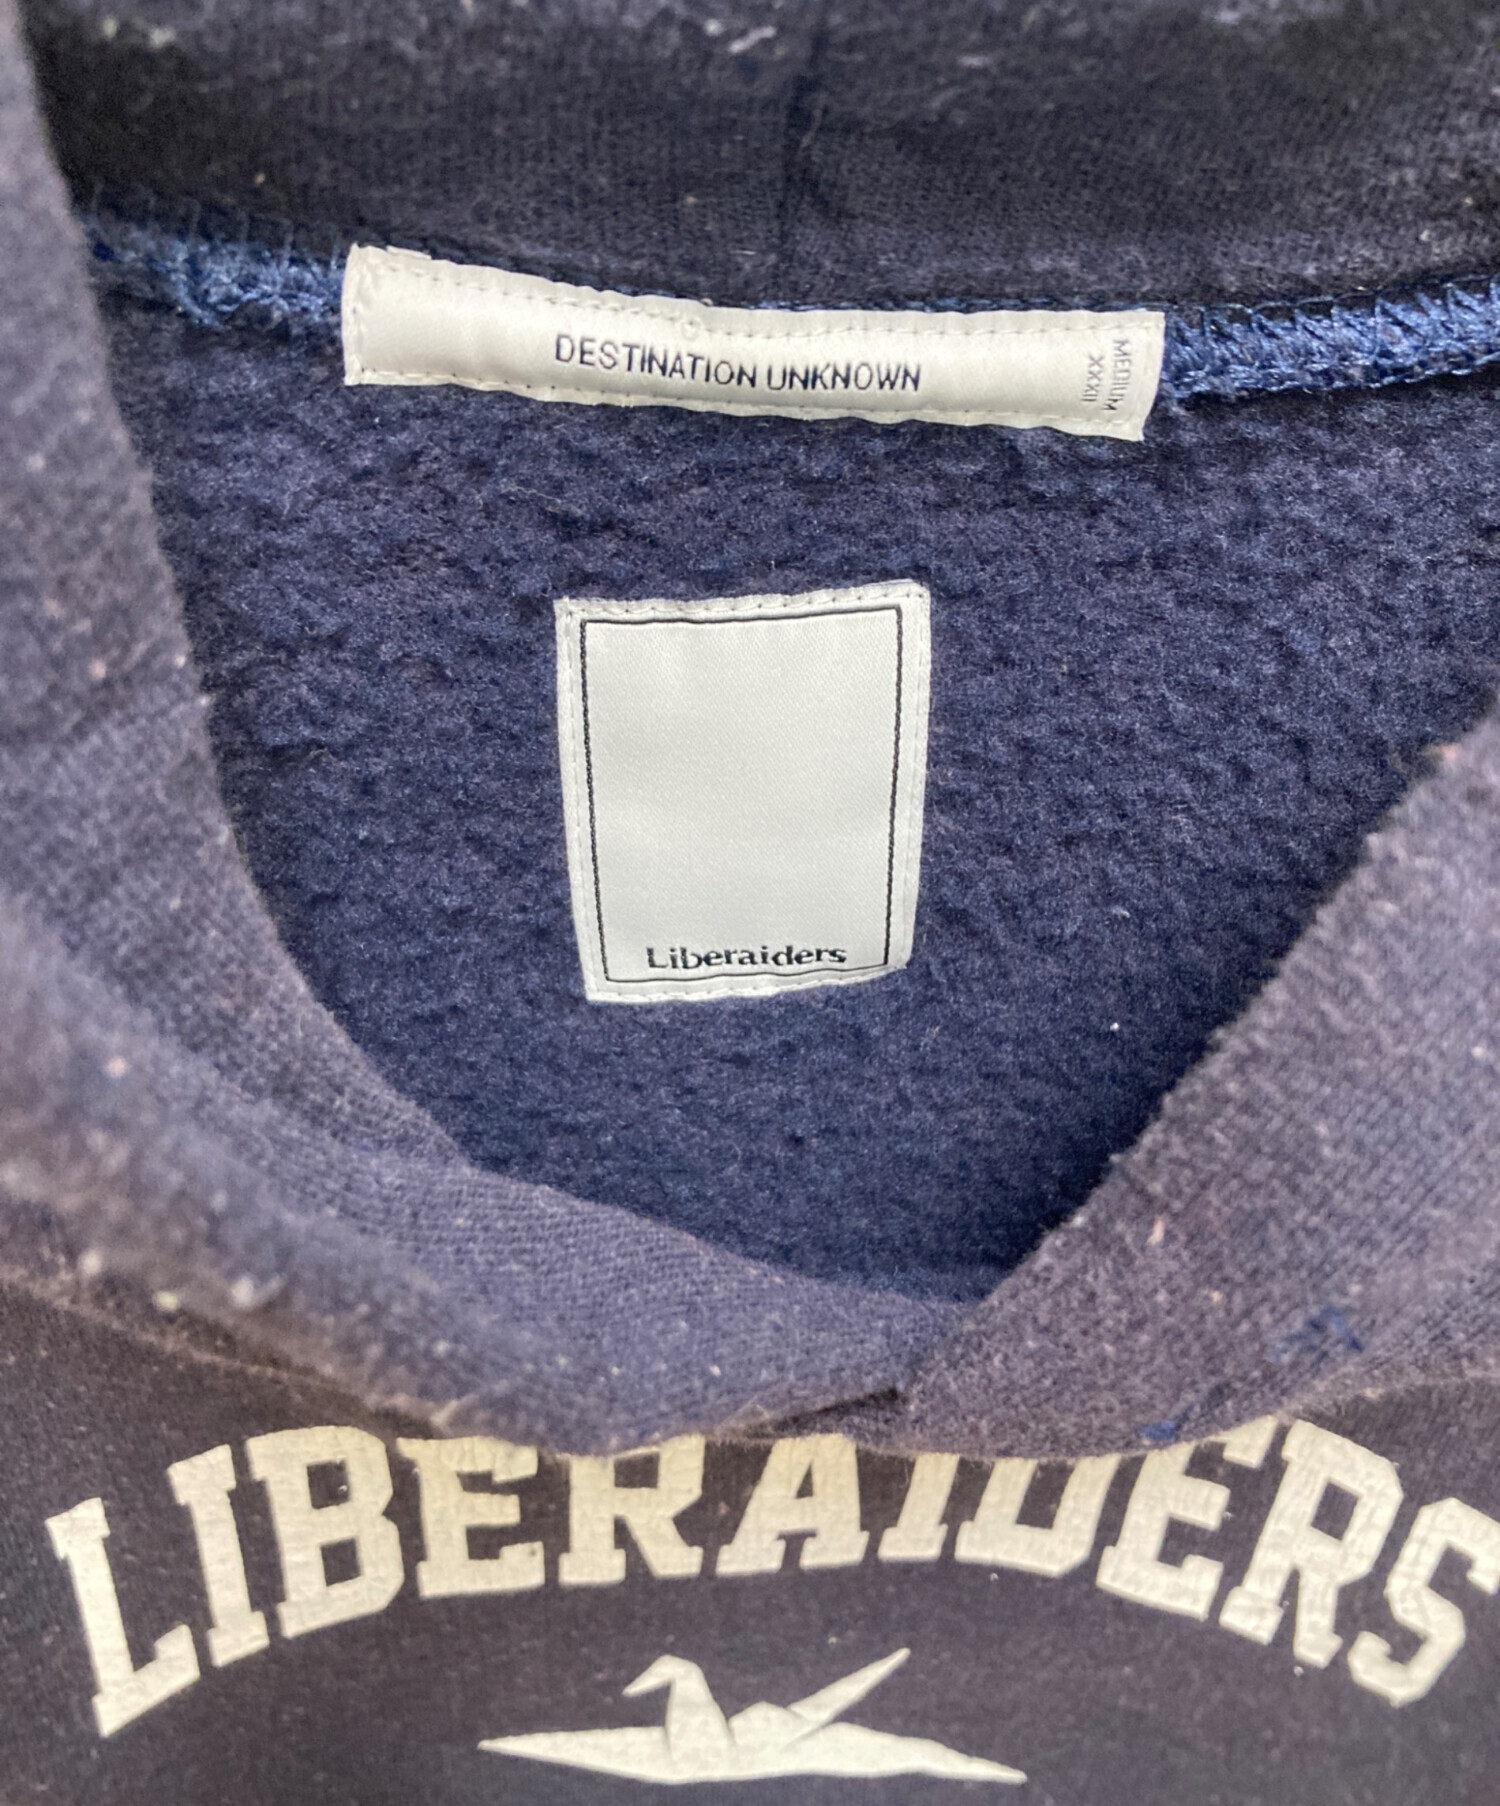 DESTINATION UNKNOWN
MEDIUM
XXXII
Liberaiders
LIBERAIDERS